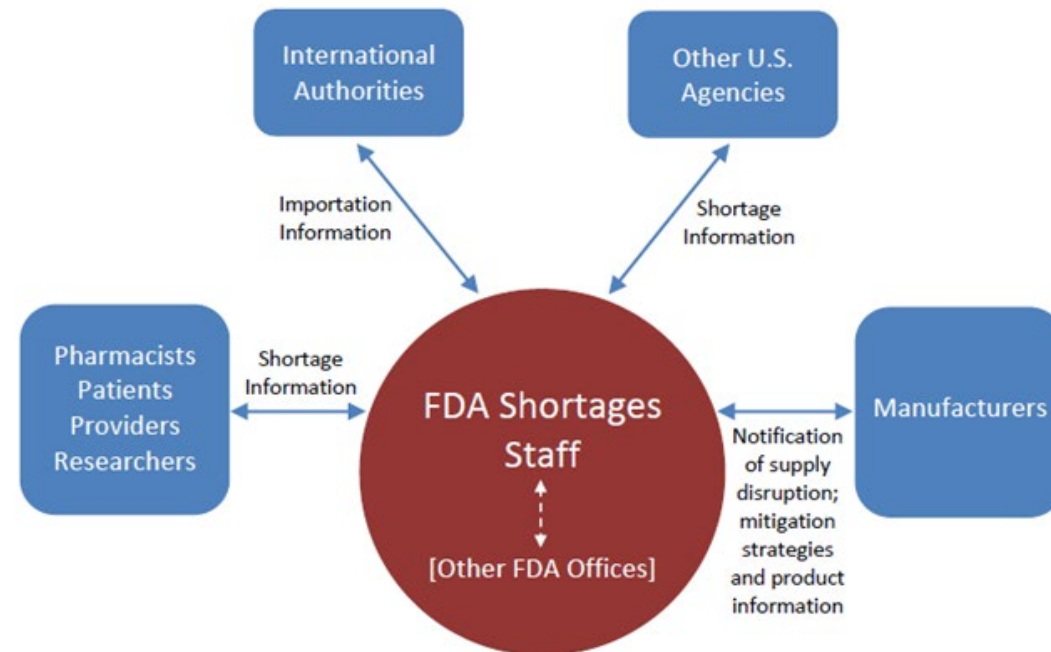 International
Authorities
Other U.S.
Agencies
Importation
Information
Shortage
Information
Pharmacists
Patients
Providers
Researchers
Shortage
Information
FDA Shortages
Staff
[Other FDA Offices]
Manufacturers
Notification
of supply
disruption;
mitigation
strategies
and product
information